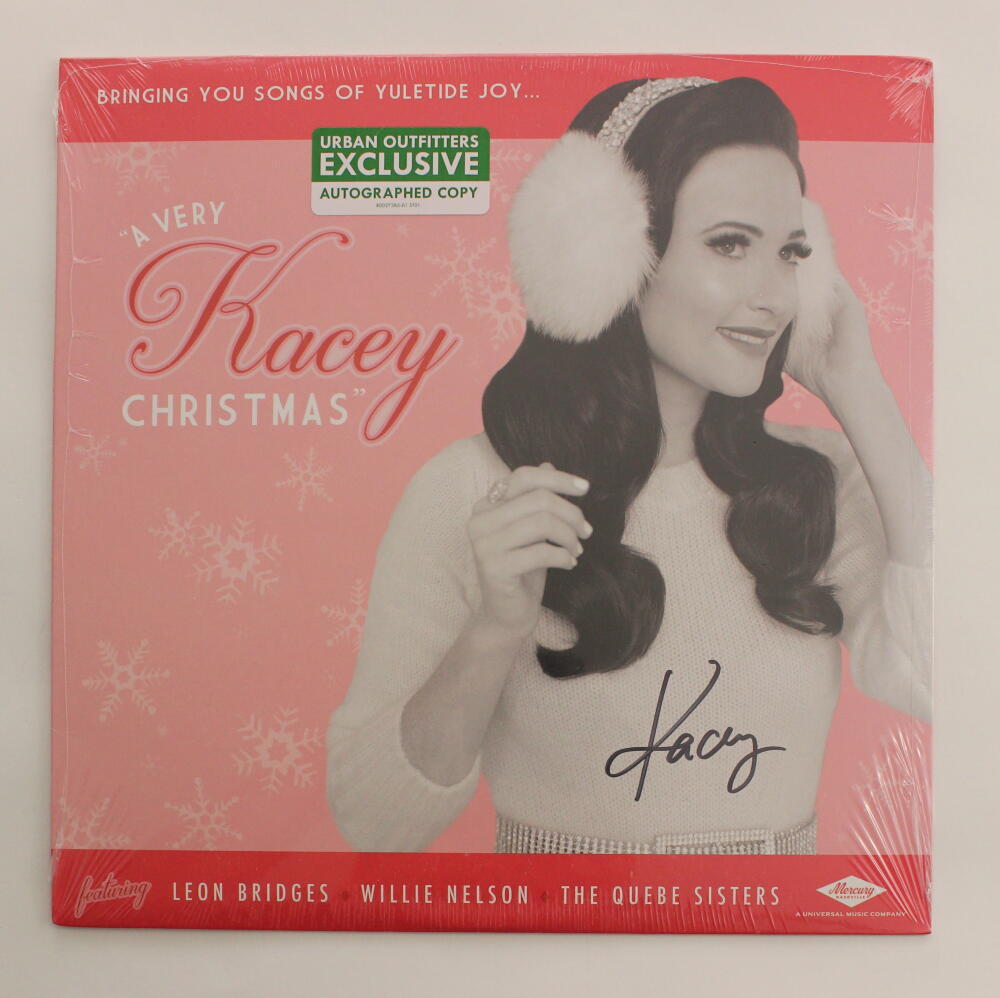 BRINGING YOU SONGS OF YULETIDE JOY...
URBAN OUTFITTERS
EXCLUSIVE
AUTOGRAPHED COPY
"A VERY
Kacey
CHRISTMAS"
Kacey
featuring LEON BRIDGES • WILLIE NELSON • THE QUEBE SISTERS
Mercury
NASHVILLE
A UNIVERSAL MUSIC COMPANY